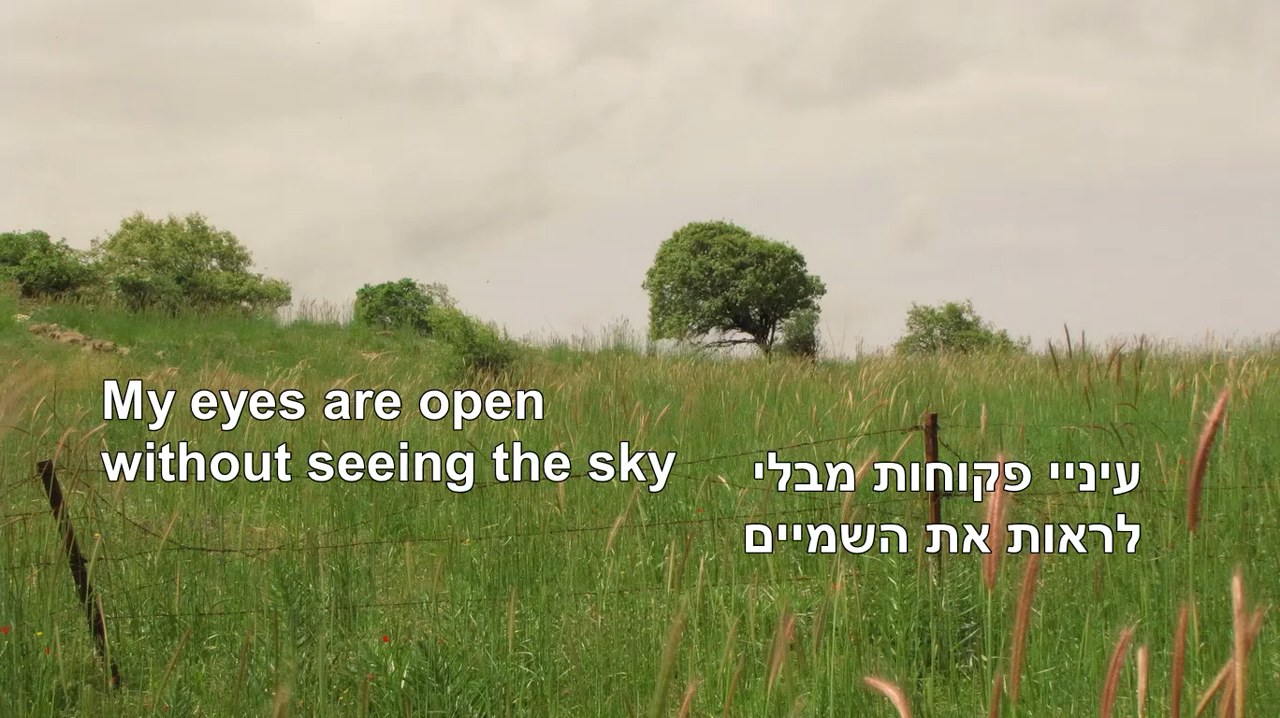 My eyes are open
without seeing the sky
עיניי פקוחות מבלי
לראות את השמיים